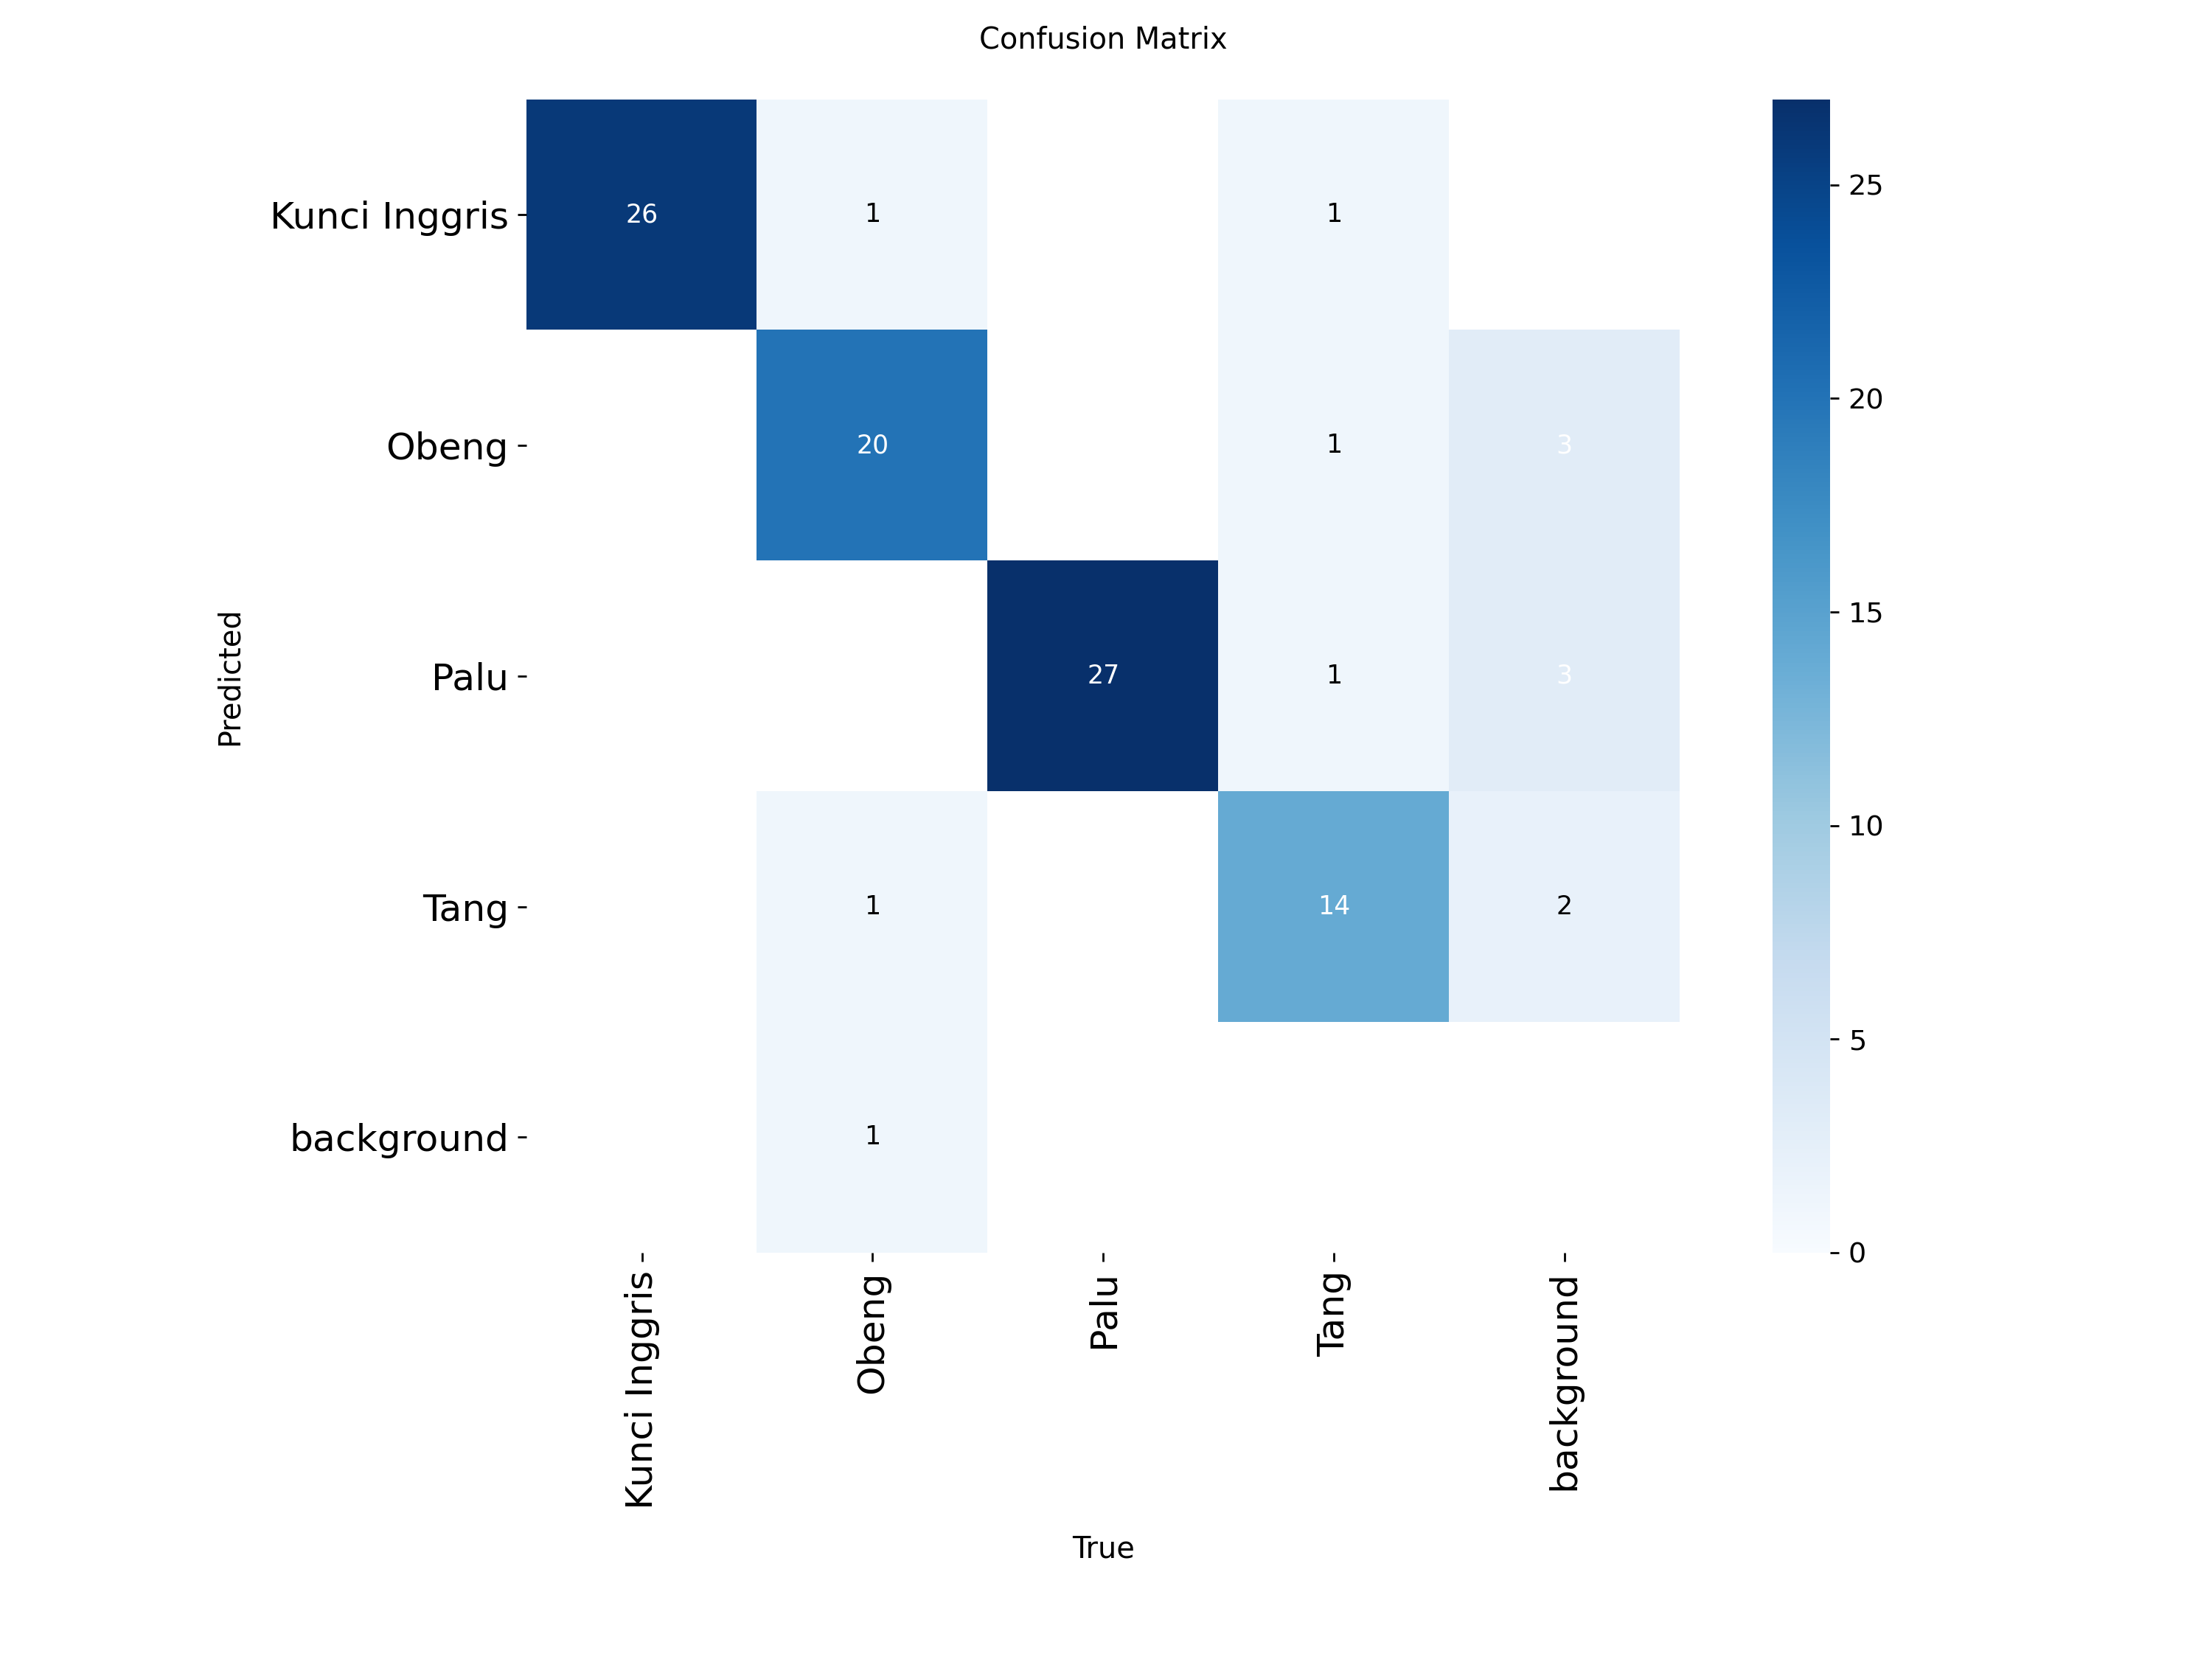 Confusion Matrix
Kunci Inggris
26
1
1
Obeng
20
1
3
Palu
27
1
3
Tang
1
14
2
background
1
Predicted
Kunci Inggris
Obeng
Palu
Tang
background
True
25
20
15
10
5
0